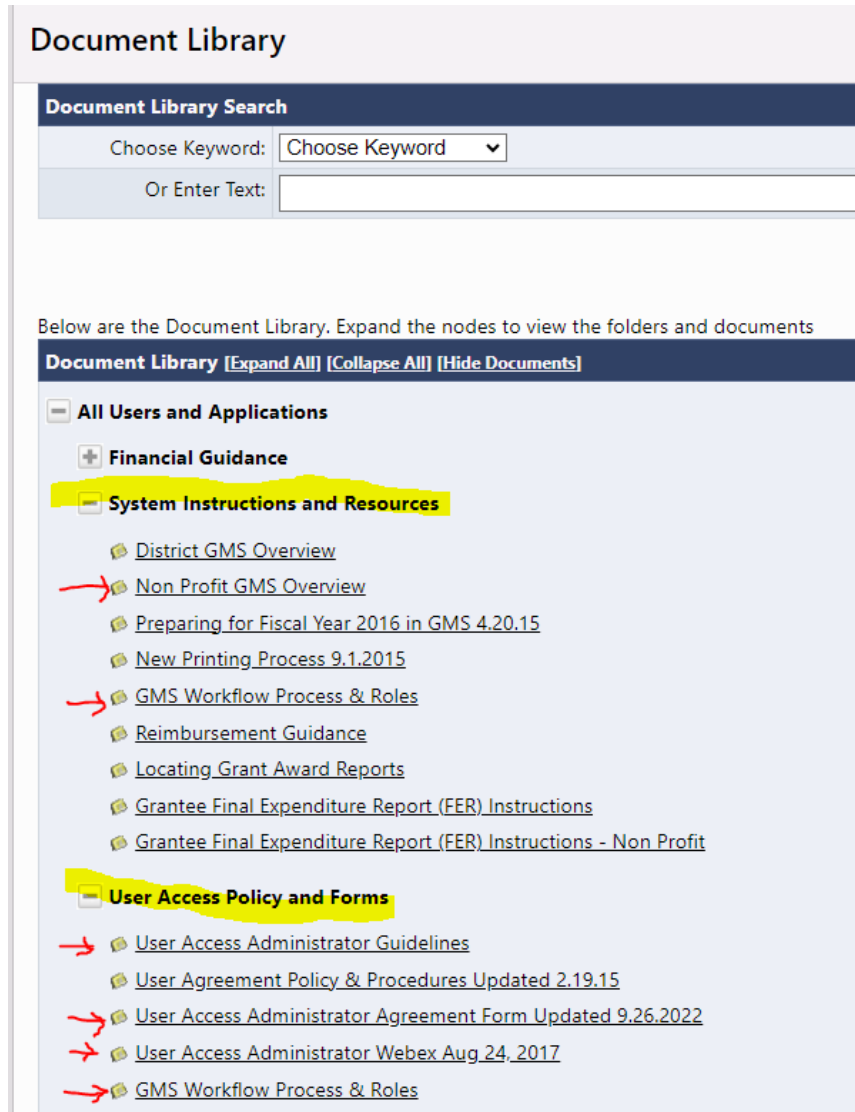 Document Library
Document Library Search
Choose Keyword: Choose Keyword
Or Enter Text:
Below are the Document Library. Expand the nodes to view the folders and documents
Document Library [Expand All] [Collapse All] [Hide Documents]
All Users and Applications
Financial Guidance
System Instructions and Resources
District GMS Overview
Non Profit GMS Overview
Preparing for Fiscal Year 2016 in GMS 4.20.15
New Printing Process 9.1.2015
GMS Workflow Process & Roles
Reimbursement Guidance
Locating Grant Award Reports
Grantee Final Expenditure Report (FER) Instructions
Grantee Final Expenditure Report (FER) Instructions - Non Profit
User Access Policy and Forms
User Access Administrator Guidelines
User Agreement Policy & Procedures Updated 2.19.15
User Access Administrator Agreement Form Updated 9.26.2022
User Access Administrator Webex Aug 24, 2017
GMS Workflow Process & Roles